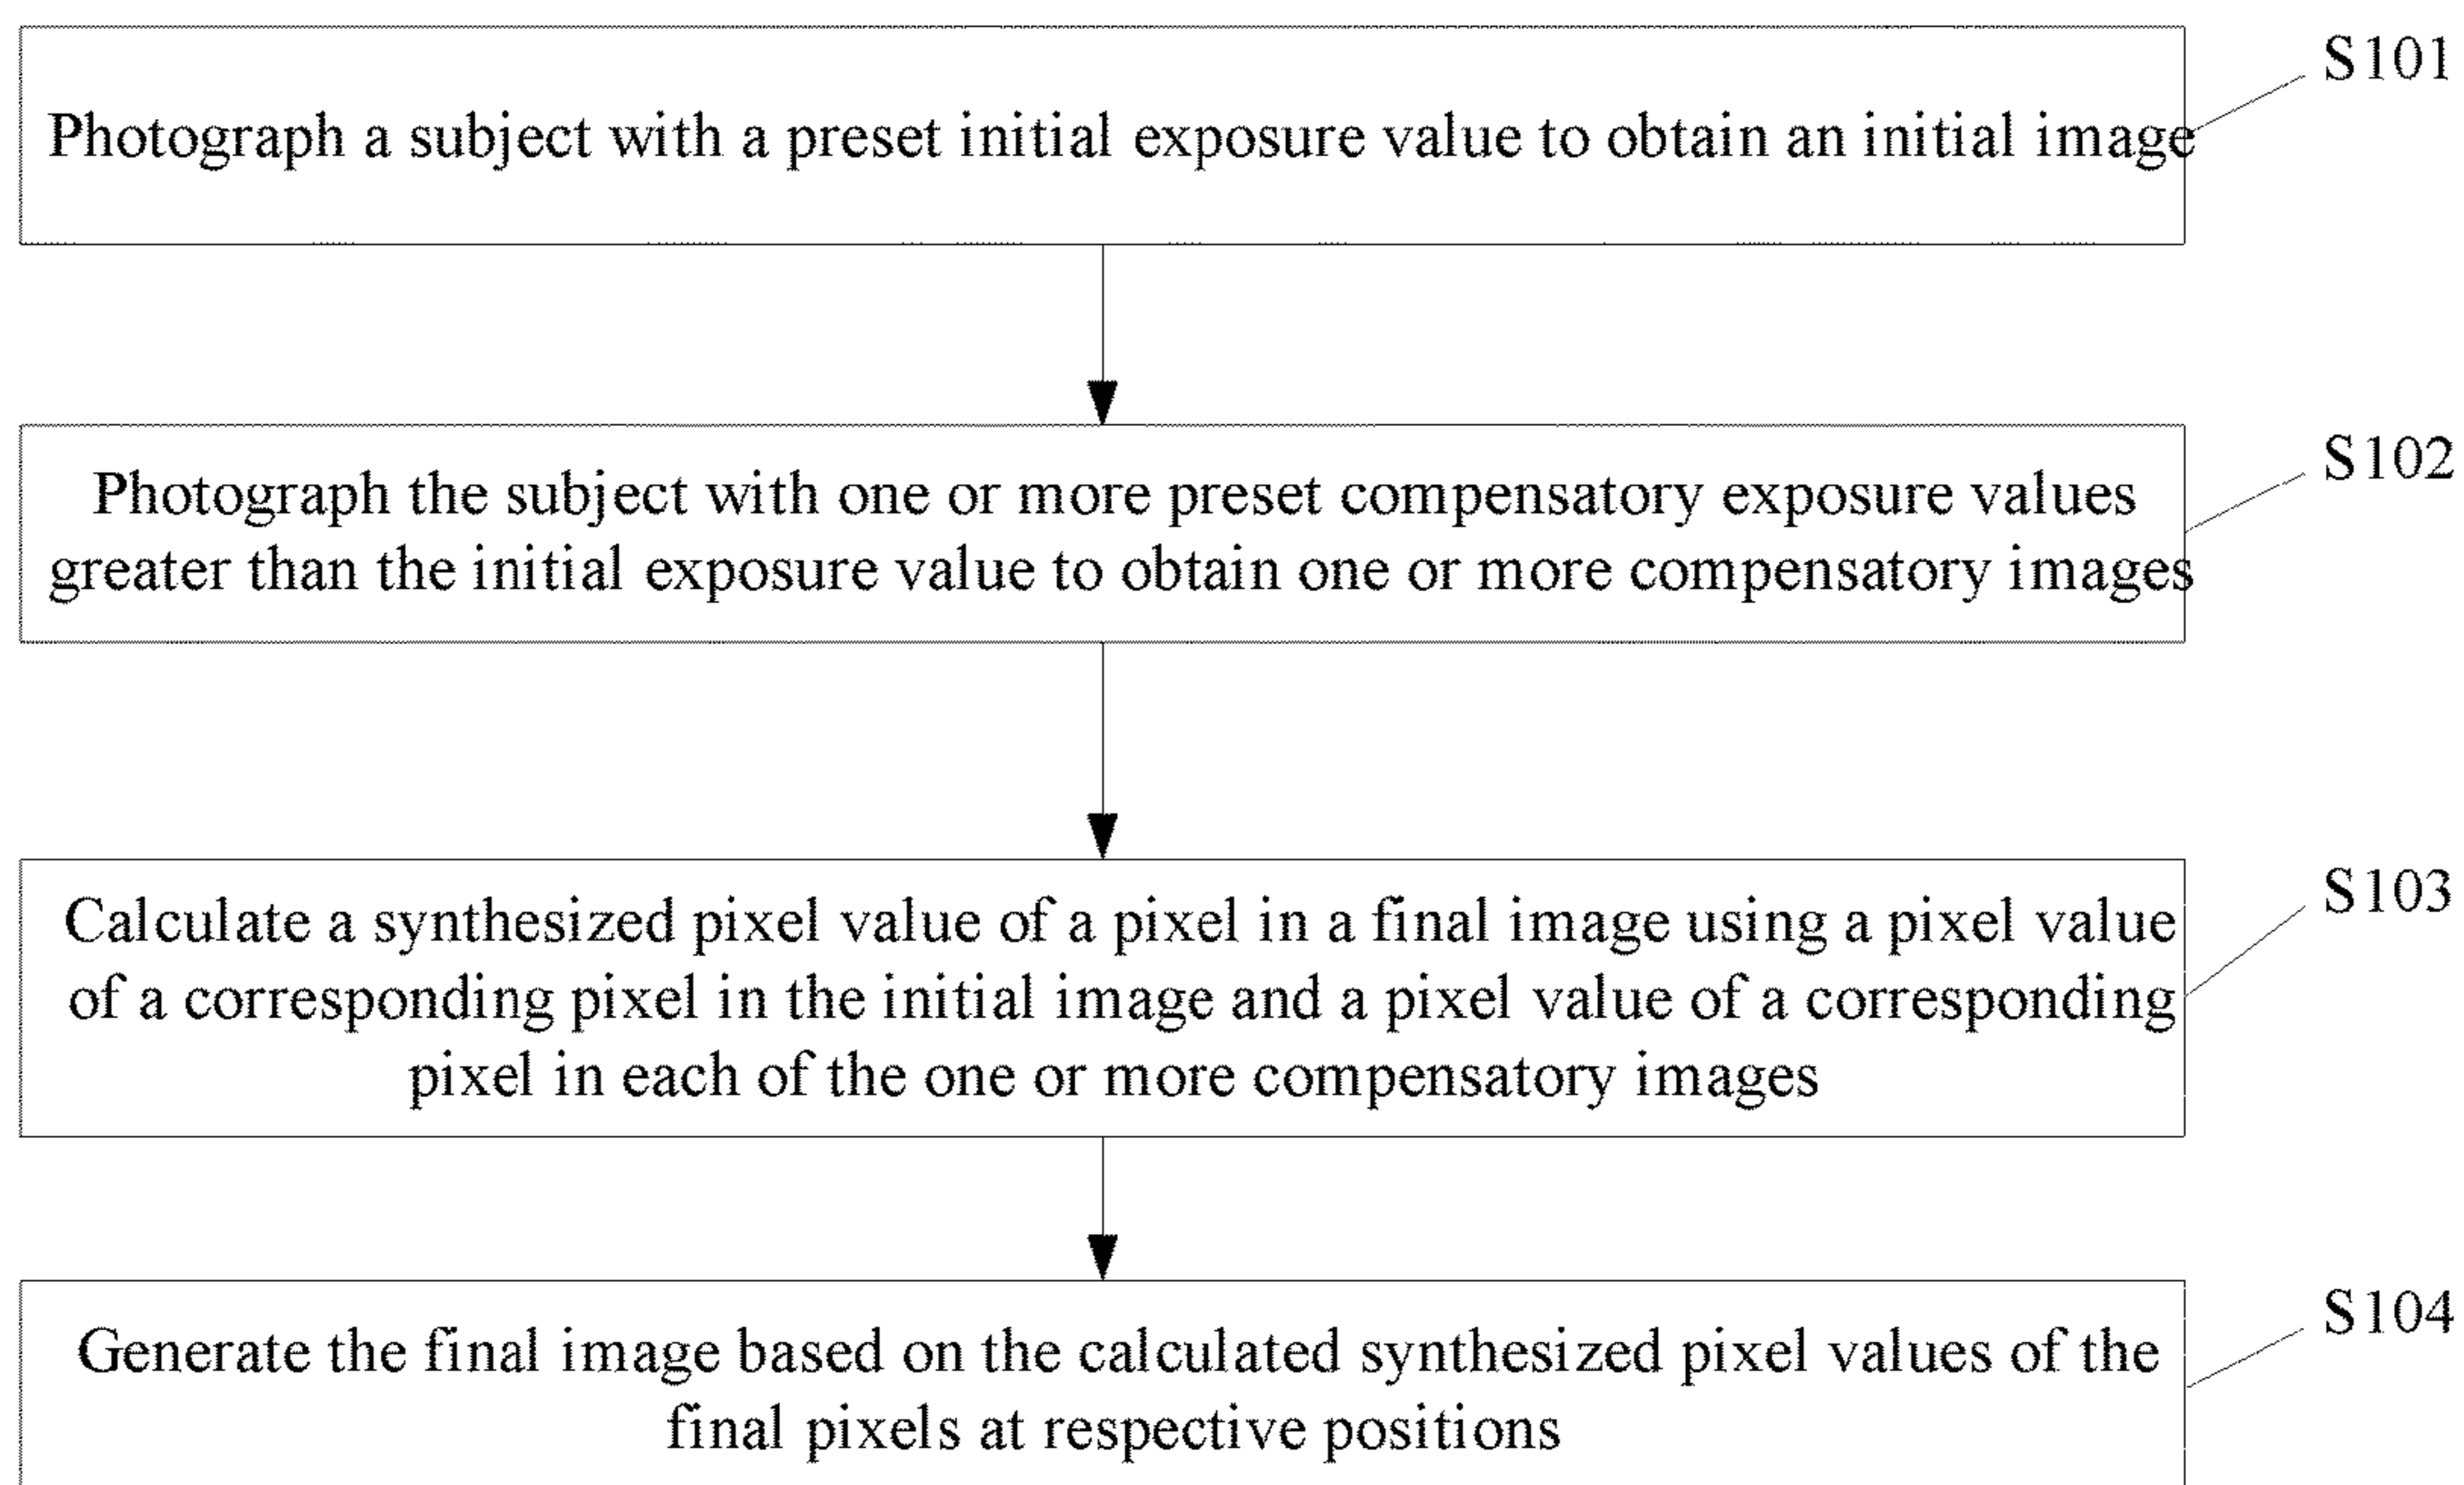 S101
Photograph a subject with a preset initial exposure value to obtain an initial image
S102
Photograph the subject with one or more preset compensatory exposure values
greater than the initial exposure value to obtain one or more compensatory images
S103
Calculate a synthesized pixel value of a pixel in a final image using a pixel value
of a corresponding pixel in the initial image and a pixel value of a corresponding
pixel in each of the one or more compensatory images
S104
Generate the final image based on the calculated synthesized pixel values of the
final pixels at respective positions